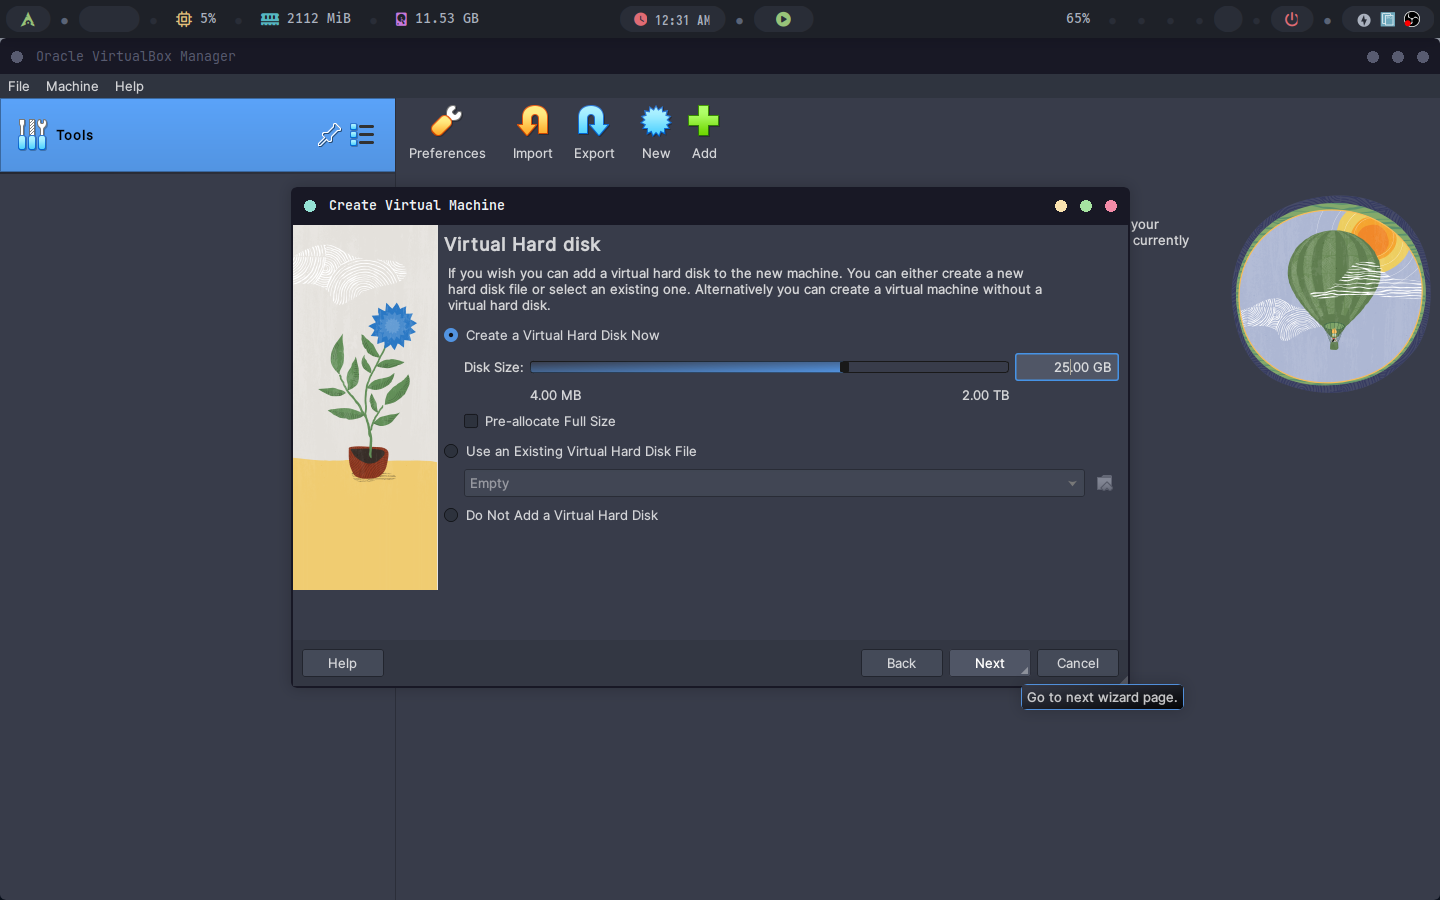 5%
2112 MiB
11.53 GB
12:31 AM
65%
Oracle VirtualBox Manager
File Machine Help
Tools
Preferences Import Export New Add
your
currently
Create Virtual Machine
Virtual Hard disk
If you wish you can add a virtual hard disk to the new machine. You can either create a new
hard disk file or select an existing one. Alternatively you can create a virtual machine without a
virtual hard disk.
Create a Virtual Hard Disk Now
Disk Size: 25.00 GB
4.00 MB 2.00 TB
Pre-allocate Full Size
Use an Existing Virtual Hard Disk File
Empty
Do Not Add a Virtual Hard Disk
Help Back Next Cancel
Go to next wizard page.